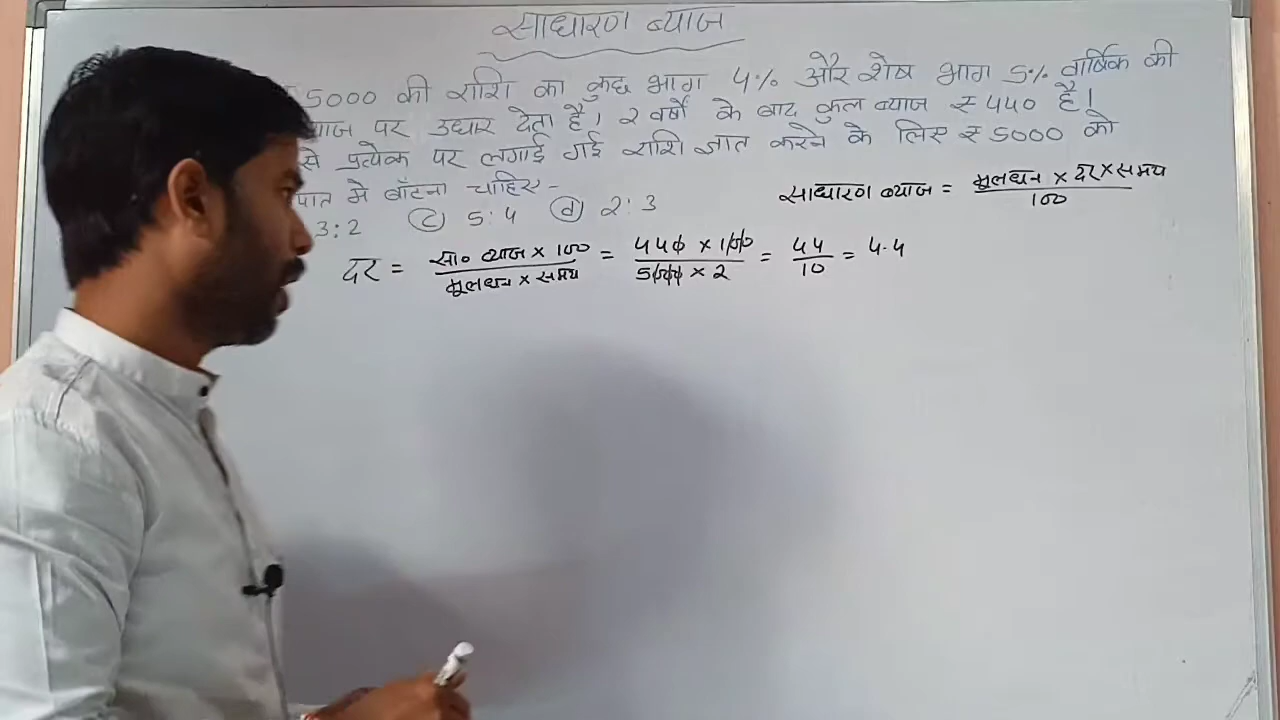 साधारण ब्याज
₹ 5000 की राशि का कुछ भाग 4% और शेष भाग 5% वार्षिक की
पर उधार देता है। २ वर्षों के बाद कुल ब्याज ₹ 440 है।
से प्रत्येक पर लगाई गई राशि ज्ञात करने के लिए ₹ 5000 को
में बाँटना चाहिए-
3:2 (c) 5:4 (d) 2:3
साधारण ब्याज = मूलधन × दर × समय / 100
दर = सा० ब्याज × 100 / मूलधन × समय = 440 × 100 / 5000 × 2 = 44 / 10 = 4.4